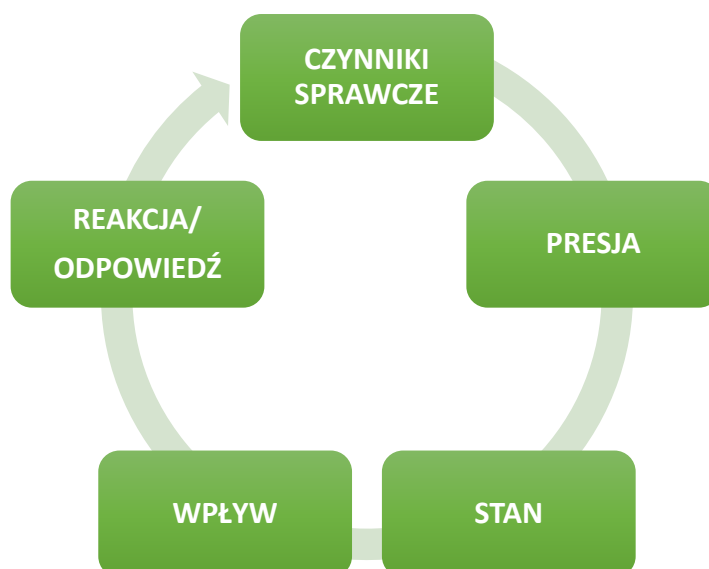 CZYNNIKI
SPRAWCZE
PRESJA
STAN
WPŁYW
REAKCJA/
ODPOWIEDŹ